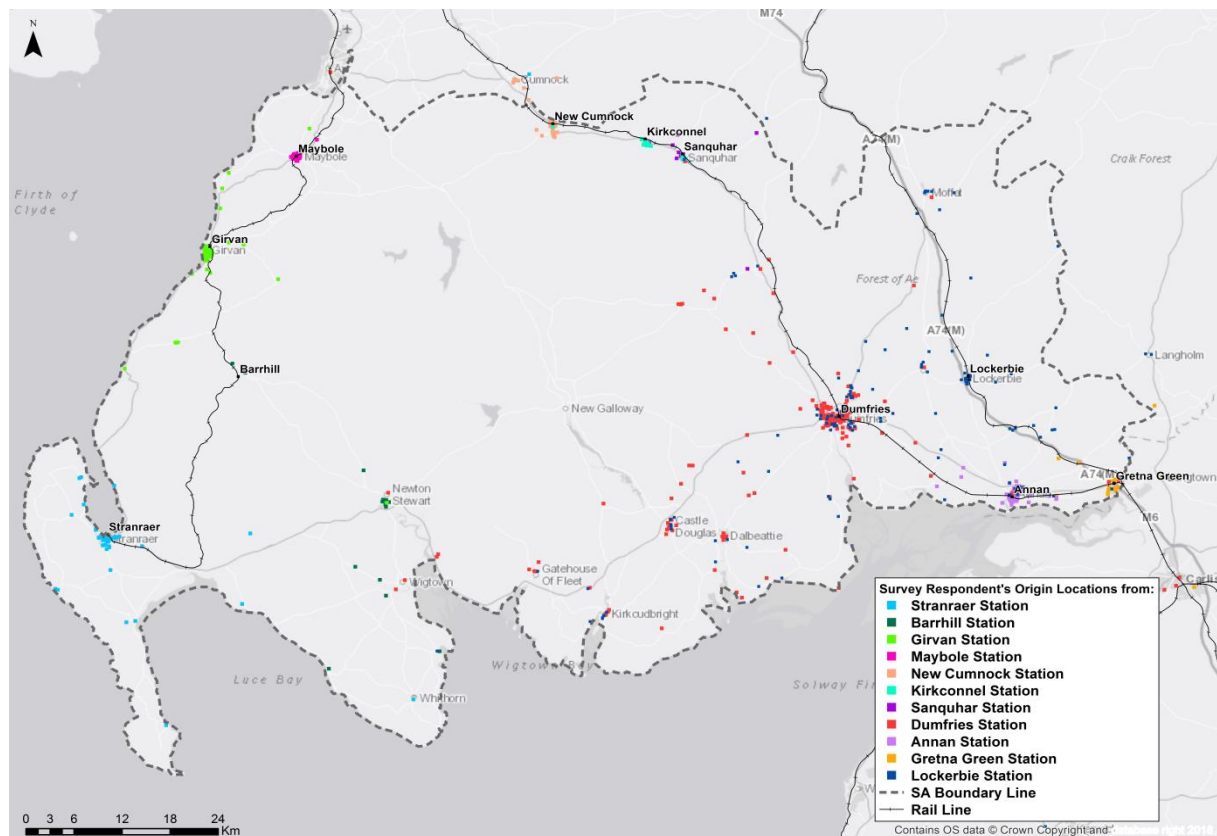 N
M74
Cumnock
New Cumnock
Kirkconnel
Sanquhar
Sanquhar
A74(M)
Craik Forest
Maybole
Maybole
Moffat
Firth of
Clyde
Girvan
Girvan
Forest of Ae
A74(M)
Barrhill
Lockerbie
Lockerbie
Langholm
New Galloway
Dumfries
A74(M)
Gretna Green
Newton
Stewart
Annan
M6
Stranraer
Stranraer
Castle
Douglas
Dalbeattie
Wigtown
Gatehouse
Of Fleet
Kirkcudbright
Wigtown Bay
Luce Bay
Whithorn
Solway Fi
Carli
Survey Respondent's Origin Locations from:
Stranraer Station
Barrhill Station
Girvan Station
Maybole Station
New Cumnock Station
Kirkconnel Station
Sanquhar Station
Dumfries Station
Annan Station
Gretna Green Station
Lockerbie Station
SA Boundary Line
Rail Line
0 3 6 12 18 24
Km
Contains OS data © Crown Copyright and database right 2018